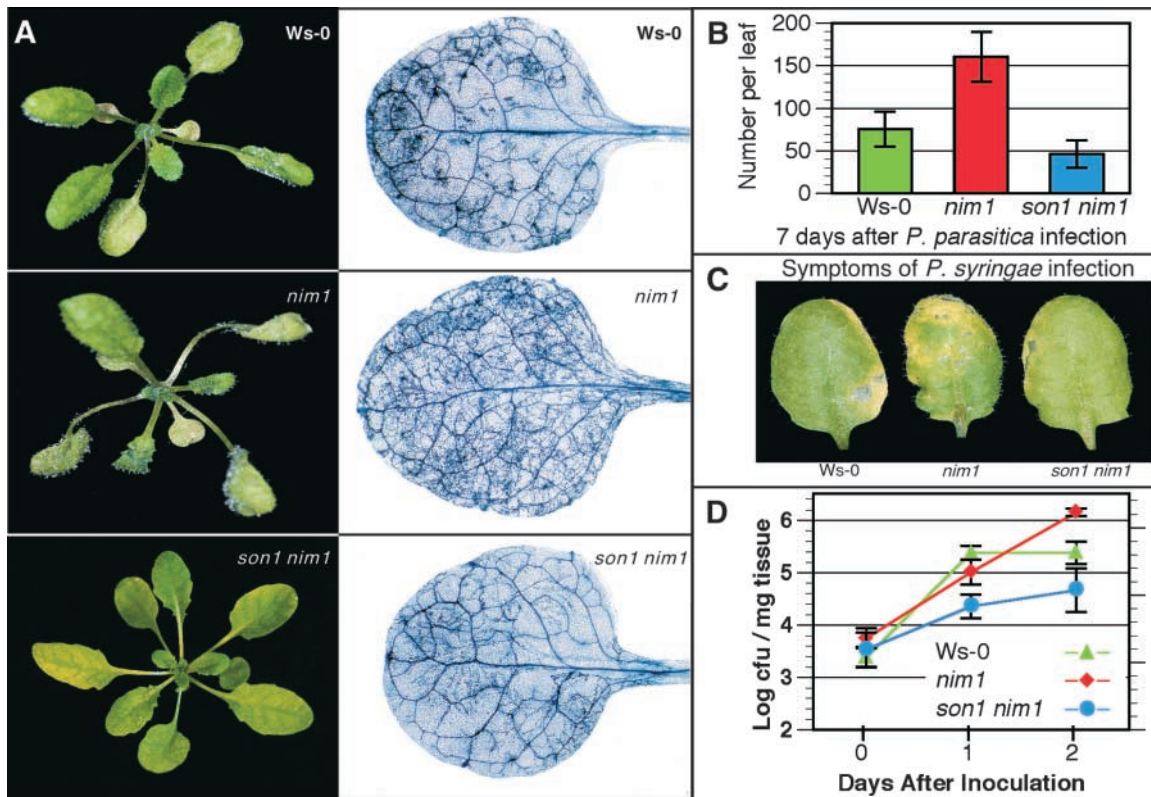 A
Ws-0
Ws-0
nim1
nim1
son1 nim1
son1 nim1
B
Number per leaf
200
150
100
50
0
Ws-0 nim1 son1 nim1
7 days after P. parasitica infection
C
Symptoms of P. syringae infection
Ws-0 nim1 son1 nim1
D
Log cfu / mg tissue
6
5
4
3
2
Ws-0
nim1
son1 nim1
0 1 2
Days After Inoculation